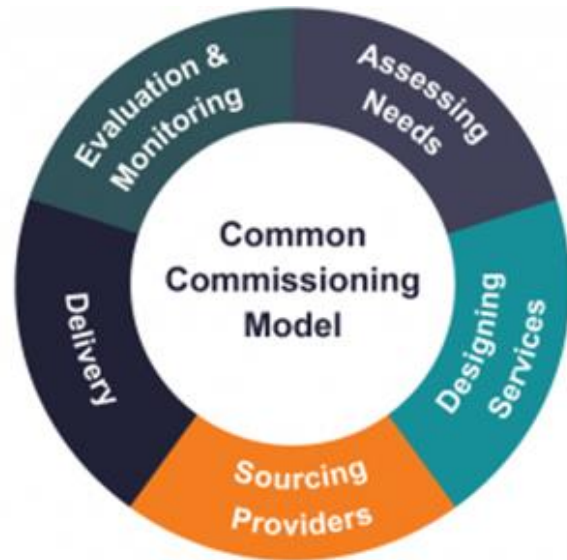 Common
Commissioning
Model
Assessing
Needs
Designing
Services
Sourcing
Providers
Delivery
Evaluation &
Monitoring